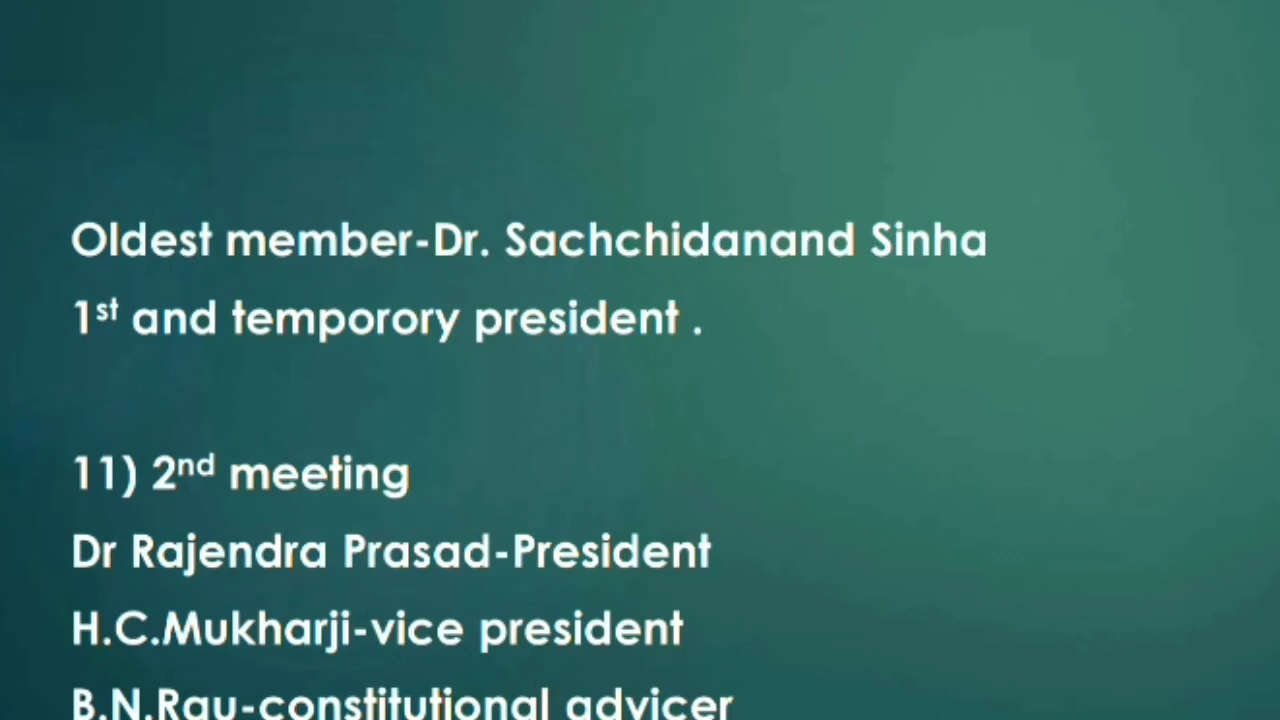 Oldest member-Dr. Sachchidanand Sinha
1st and temporory president .
11) 2nd meeting
Dr Rajendra Prasad-President
H.C.Mukharji-vice president
B.N.Rau-constitutional advicer